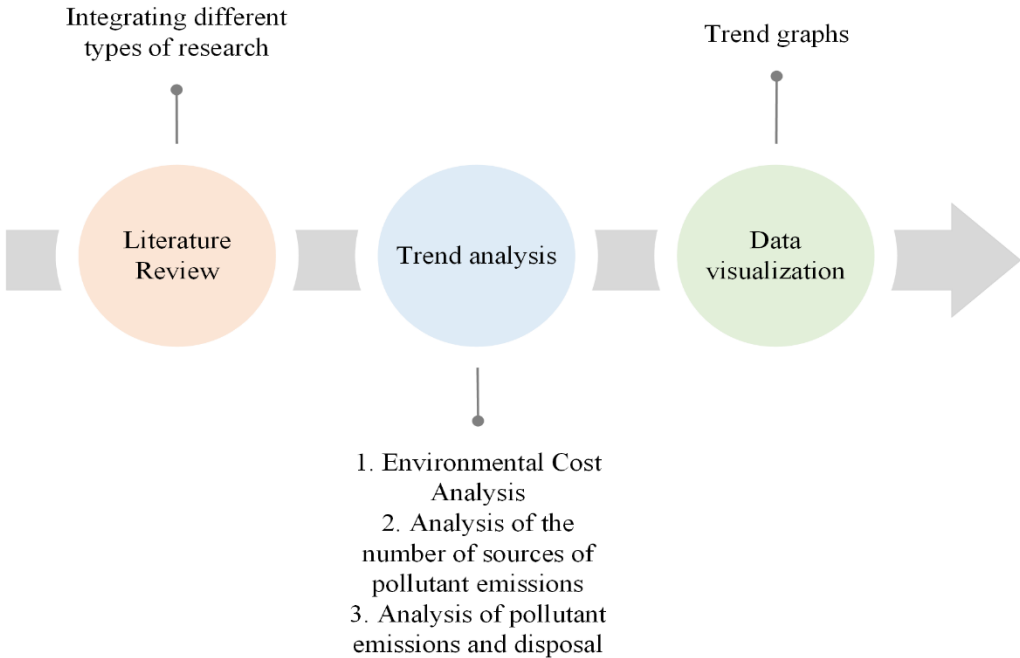 Integrating different
types of research
Trend graphs
Literature
Review
Trend analysis
Data
visualization
1. Environmental Cost
Analysis
2. Analysis of the
number of sources of
pollutant emissions
3. Analysis of pollutant
emissions and disposal